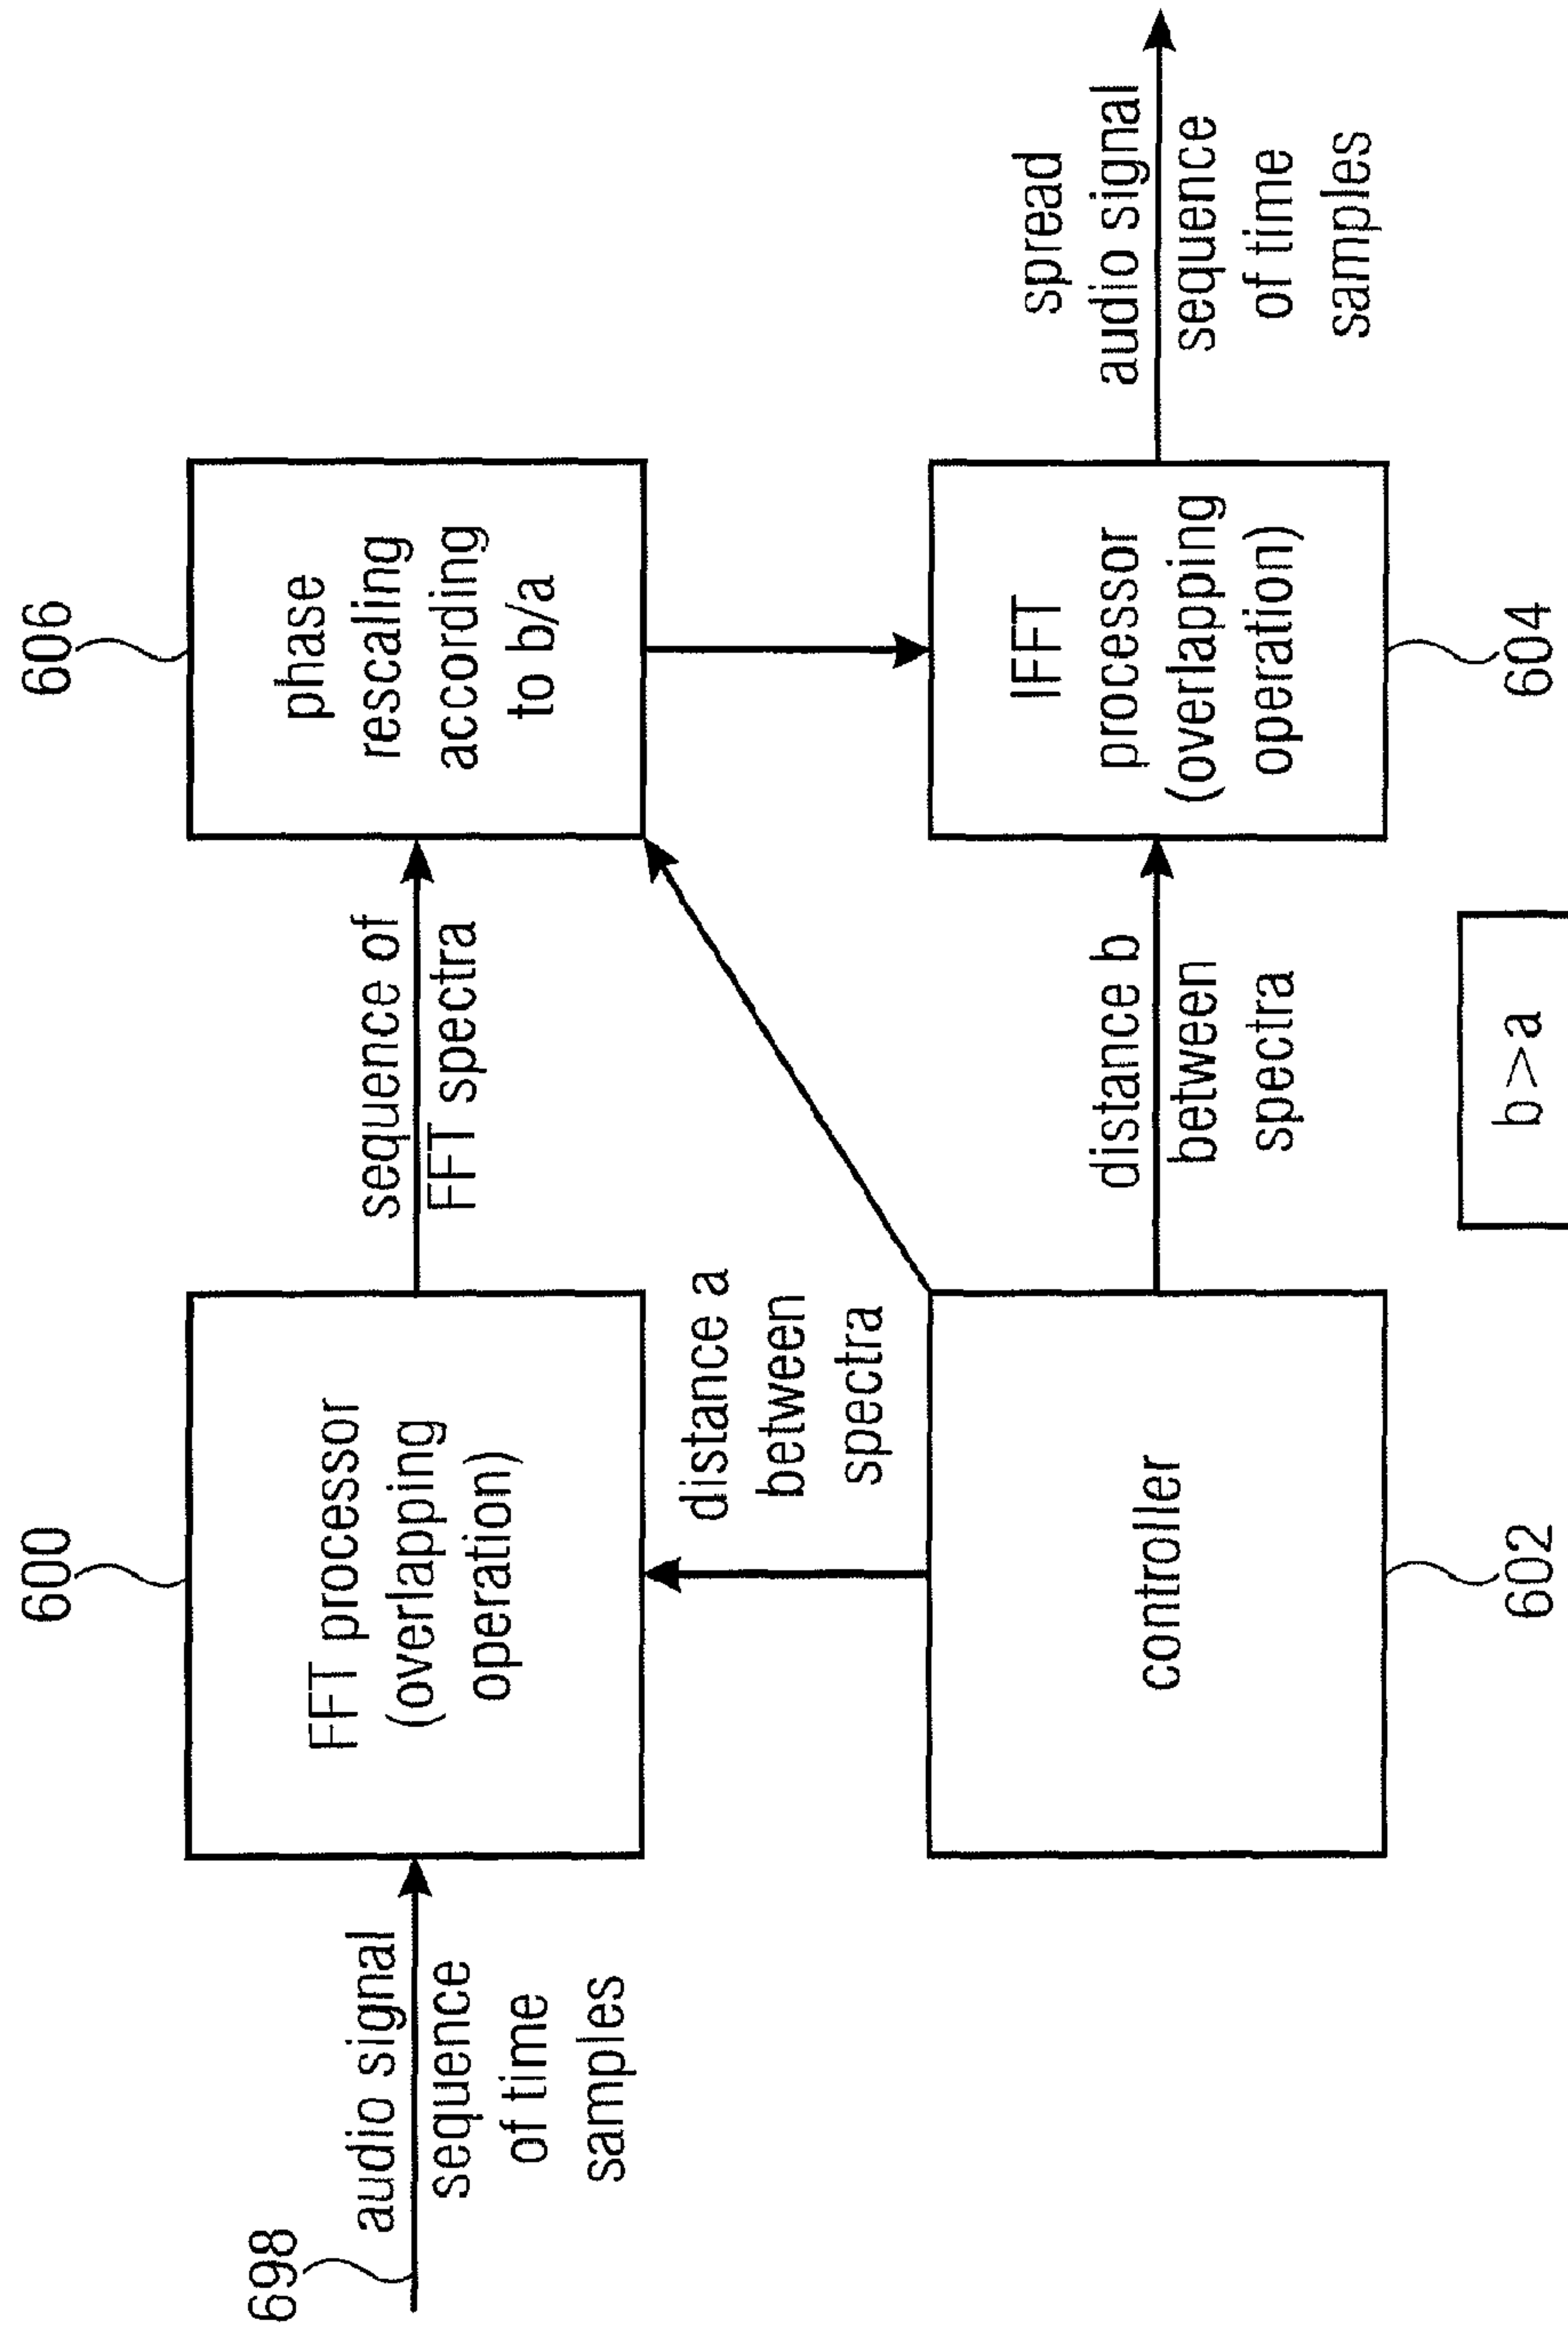 600
606
698
audio signal
sequence
of time
samples
FFT processor
(overlapping
operation)
sequence of
FFT spectra
phase
rescaling
according
to b/a
distance a
between
spectra
controller
distance b
between
spectra
IFFT
processor
(overlapping
operation)
spread
audio signal
sequence
of time
samples
602
604
b>a